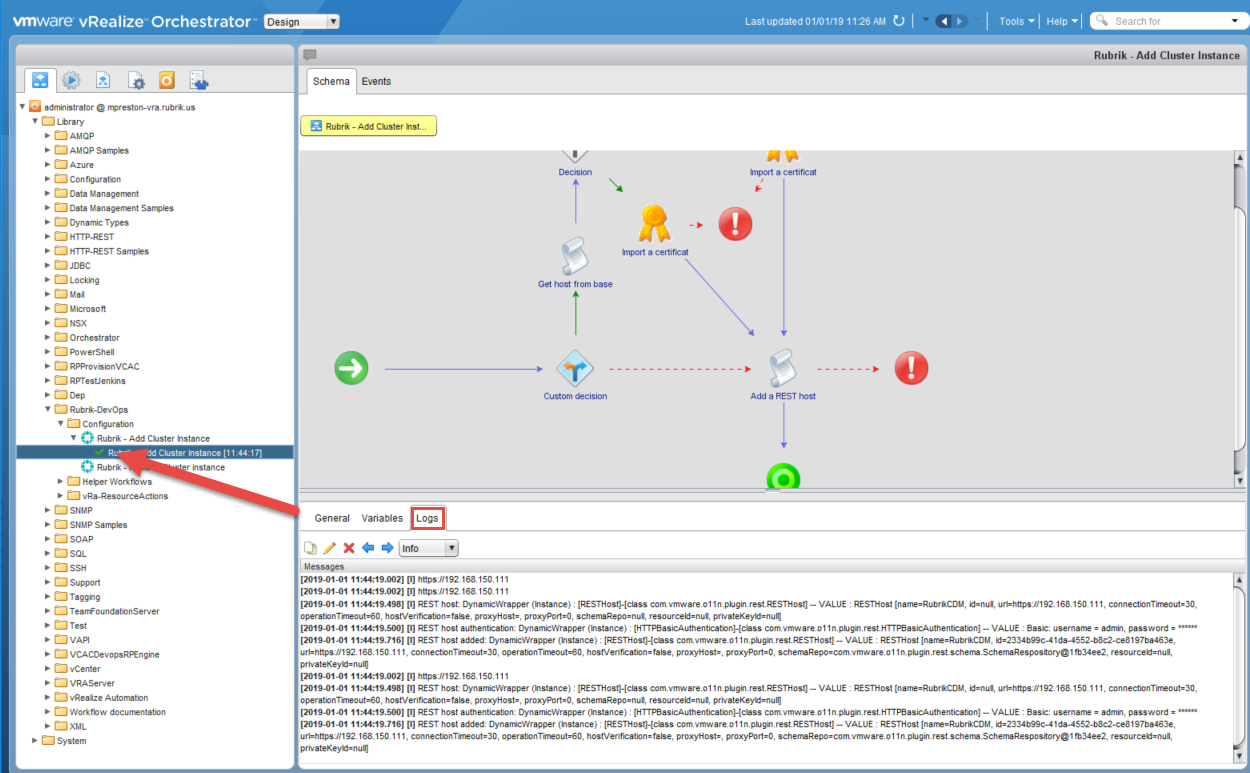 vmware vRealize Orchestrator Design
Last updated 01/01/19 11:26 AM
Tools Help Search for
Rubrik - Add Cluster Instance
Schema Events
administrator @ mpreston-vra.rubrik.us
Library
AMQP
AMQP Samples
Azure
Configuration
Data Management
Data Management Samples
Dynamic Types
HTTP-REST
HTTP-REST Samples
JDBC
Locking
Mail
Microsoft
NSX
Orchestrator
PowerShell
RPProvisionVCAC
RPTestJenkins
Dep
Rubrik-DevOps
Configuration
Rubrik - Add Cluster Instance
Add Cluster Instance [11:44:17]
Rubrik - Cluster instance
Helper Workflows
vRa-ResourceActions
SNMP
SNMP Samples
SOAP
SQL
SSH
Support
Tagging
TeamFoundationServer
Test
VAPI
VCACDevopsRPEngine
vCenter
VRAServer
vRealize Automation
Workflow documentation
XML
System
Rubrik - Add Cluster Inst...
Decision
Import a certificat
Import a certificat
Get host from base
Custom decision
Add a REST host
General Variables Logs
Info
Messages
[2019-01-01 11:44:19.002] [I] https://192.168.150.111
[2019-01-01 11:44:19.002] [I] https://192.168.150.111
[2019-01-01 11:44:19.498] [I] REST host: DynamicWrapper (Instance) : [RESTHost]-[class com.vmware.o11n.plugin.rest.RESTHost] -- VALUE : RESTHost [name=RubrikCDM, id=null, url=https://192.168.150.111, connectionTimeout=30,
operationTimeout=60, hostVerification=false, proxyHost=, proxyPort=0, schemaRepo=null, resourceId=null, privateKeyId=null]
[2019-01-01 11:44:19.500] [I] REST host authentication: DynamicWrapper (Instance) : [HTTPBasicAuthentication]-[class com.vmware.o11n.plugin.rest.HTTPBasicAuthentication] -- VALUE : Basic: username = admin, password = ******
[2019-01-01 11:44:19.716] [I] REST host added: DynamicWrapper (Instance) : [RESTHost]-[class com.vmware.o11n.plugin.rest.RESTHost] -- VALUE : RESTHost [name=RubrikCDM, id=2334b99c-41da-4552-b8c2-ce8197ba463e,
url=https://192.168.150.111, connectionTimeout=30, operationTimeout=60, hostVerification=false, proxyHost=, proxyPort=0, schemaRepo=com.vmware.o11n.plugin.rest.schema.SchemaRespository@1fb34ee2, resourceId=null,
privateKeyId=null]
[2019-01-01 11:44:19.002] [I] https://192.168.150.111
[2019-01-01 11:44:19.498] [I] REST host: DynamicWrapper (Instance) : [RESTHost]-[class com.vmware.o11n.plugin.rest.RESTHost] -- VALUE : RESTHost [name=RubrikCDM, id=null, url=https://192.168.150.111, connectionTimeout=30,
operationTimeout=60, hostVerification=false, proxyHost=, proxyPort=0, schemaRepo=null, resourceId=null, privateKeyId=null]
[2019-01-01 11:44:19.500] [I] REST host authentication: DynamicWrapper (Instance) : [HTTPBasicAuthentication]-[class com.vmware.o11n.plugin.rest.HTTPBasicAuthentication] -- VALUE : Basic: username = admin, password = ******
[2019-01-01 11:44:19.716] [I] REST host added: DynamicWrapper (Instance) : [RESTHost]-[class com.vmware.o11n.plugin.rest.RESTHost] -- VALUE : RESTHost [name=RubrikCDM, id=2334b99c-41da-4552-b8c2-ce8197ba463e,
url=https://192.168.150.111, connectionTimeout=30, operationTimeout=60, hostVerification=false, proxyHost=, proxyPort=0, schemaRepo=com.vmware.o11n.plugin.rest.schema.SchemaRespository@1fb34ee2, resourceId=null,
privateKeyId=null]